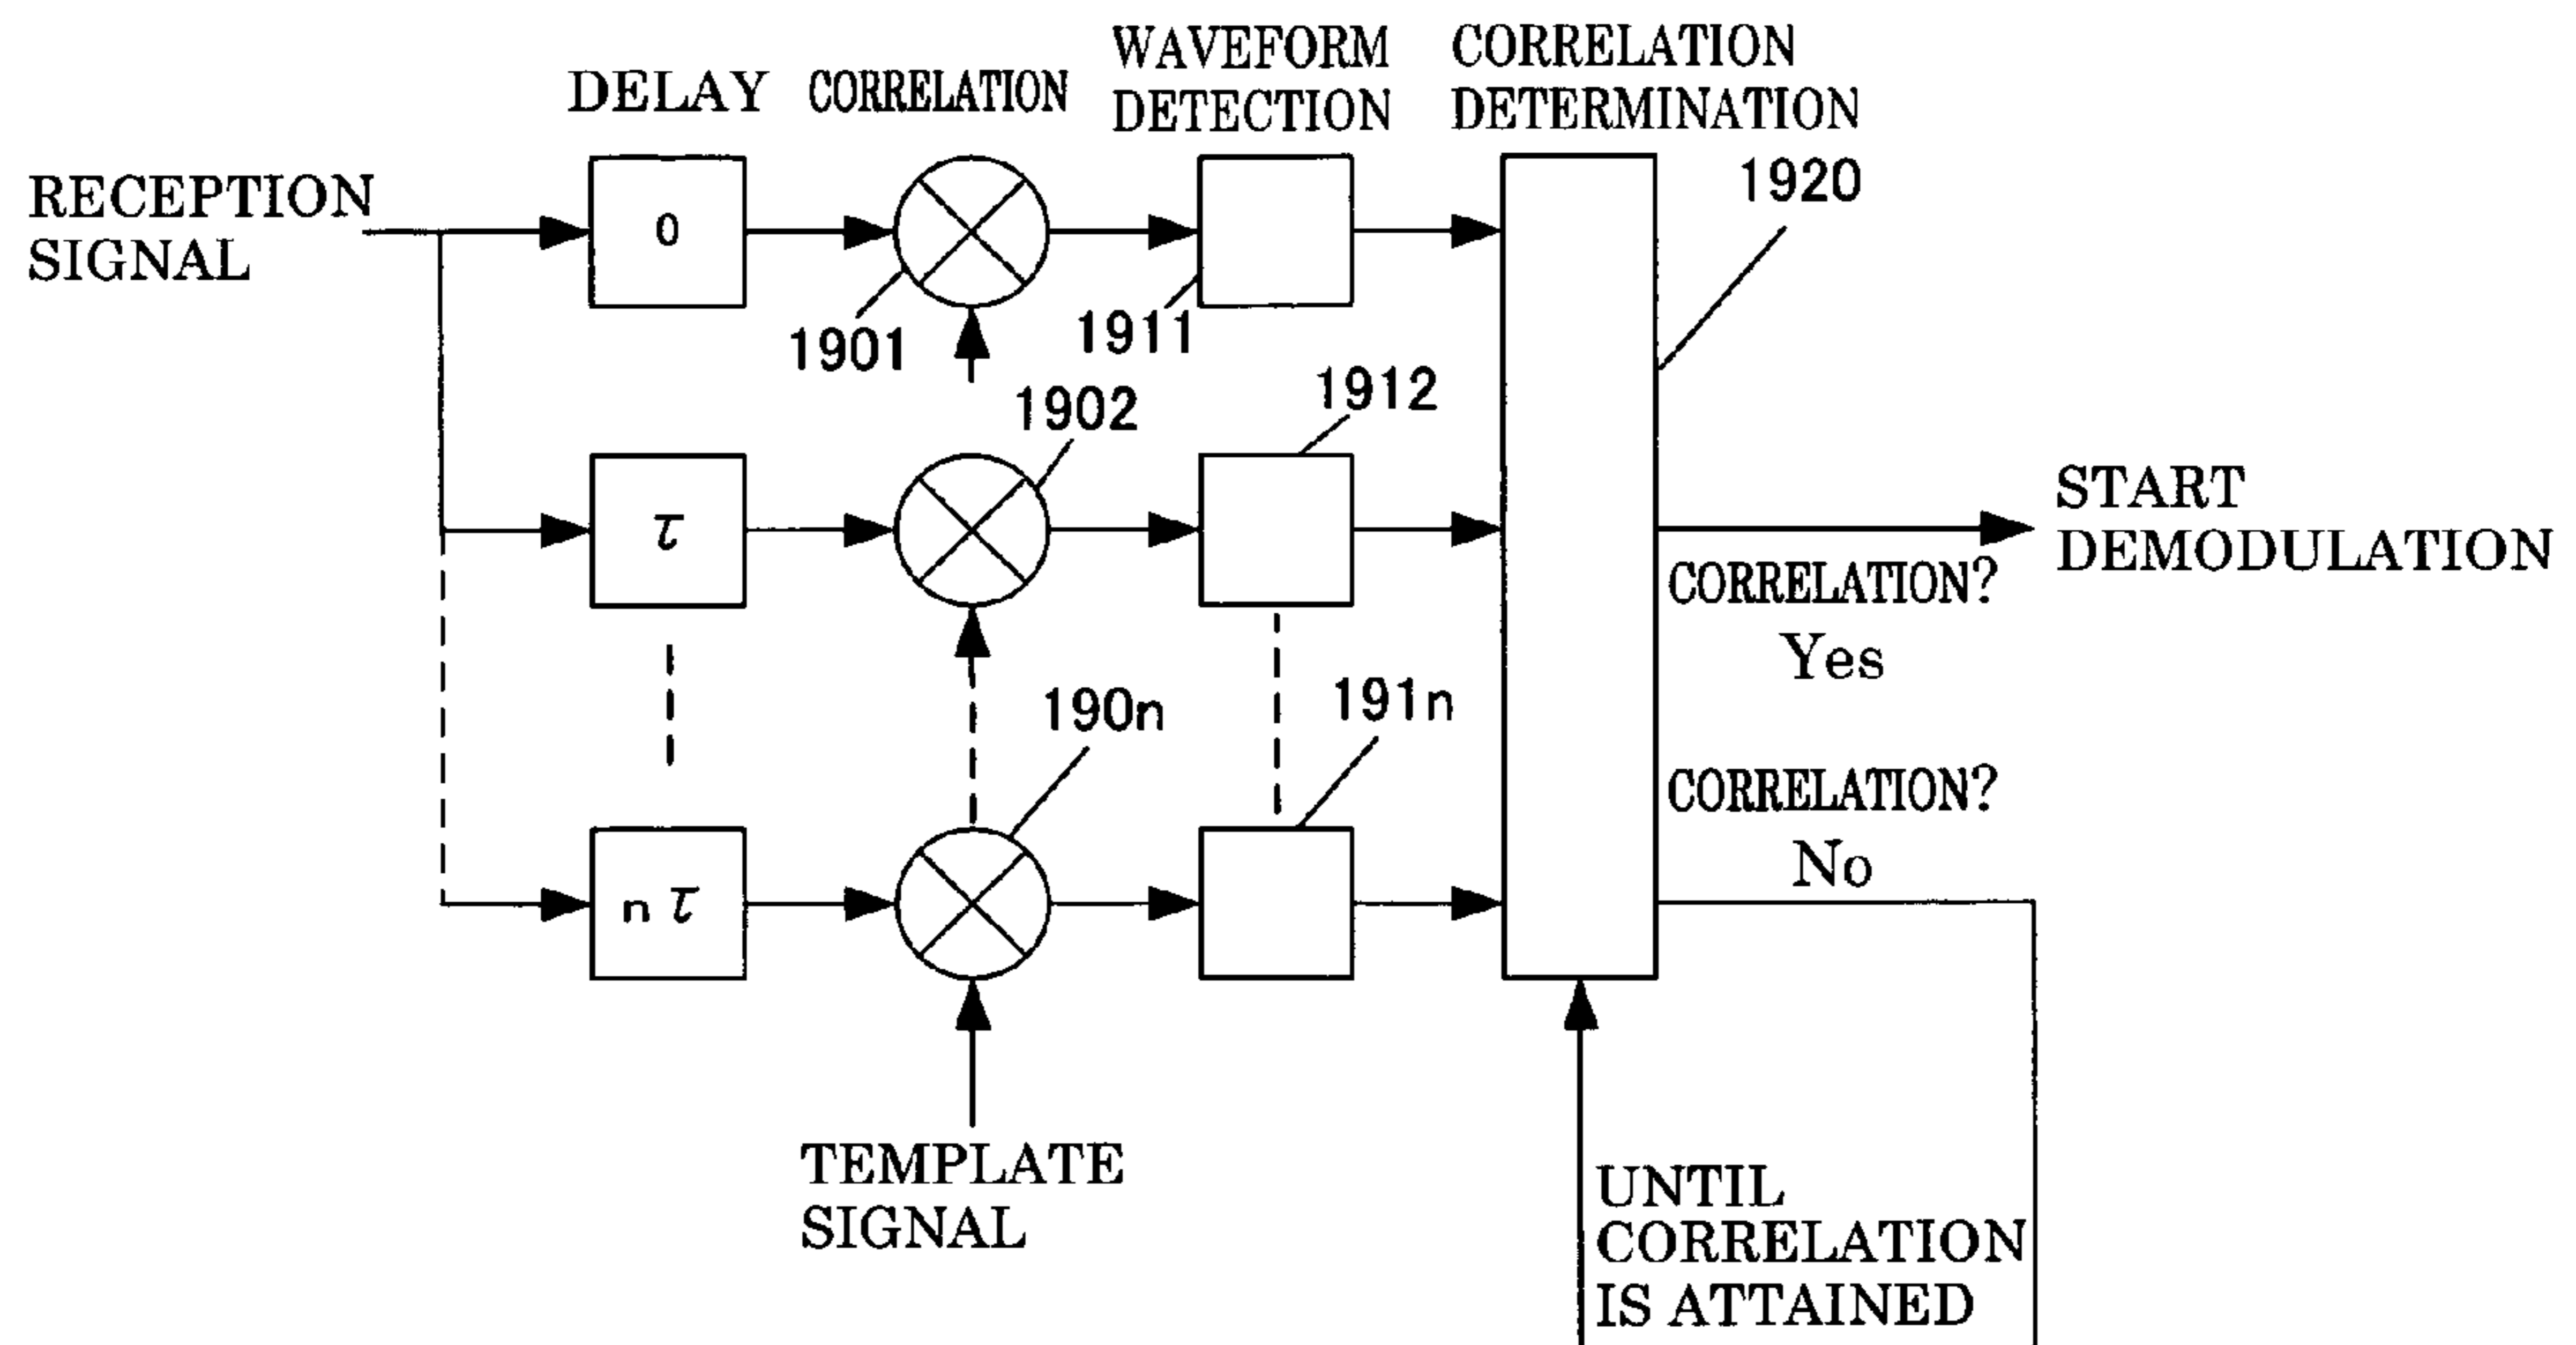 WAVEFORM
DETECTION
CORRELATION
DETERMINATION
DELAY
CORRELATION
1920
RECEPTION
SIGNAL
0
1901
1911
1902
1912
τ
START
DEMODULATION
CORRELATION?
Yes
190n
191n
CORRELATION?
No
n τ
TEMPLATE
SIGNAL
UNTIL
CORRELATION
IS ATTAINED